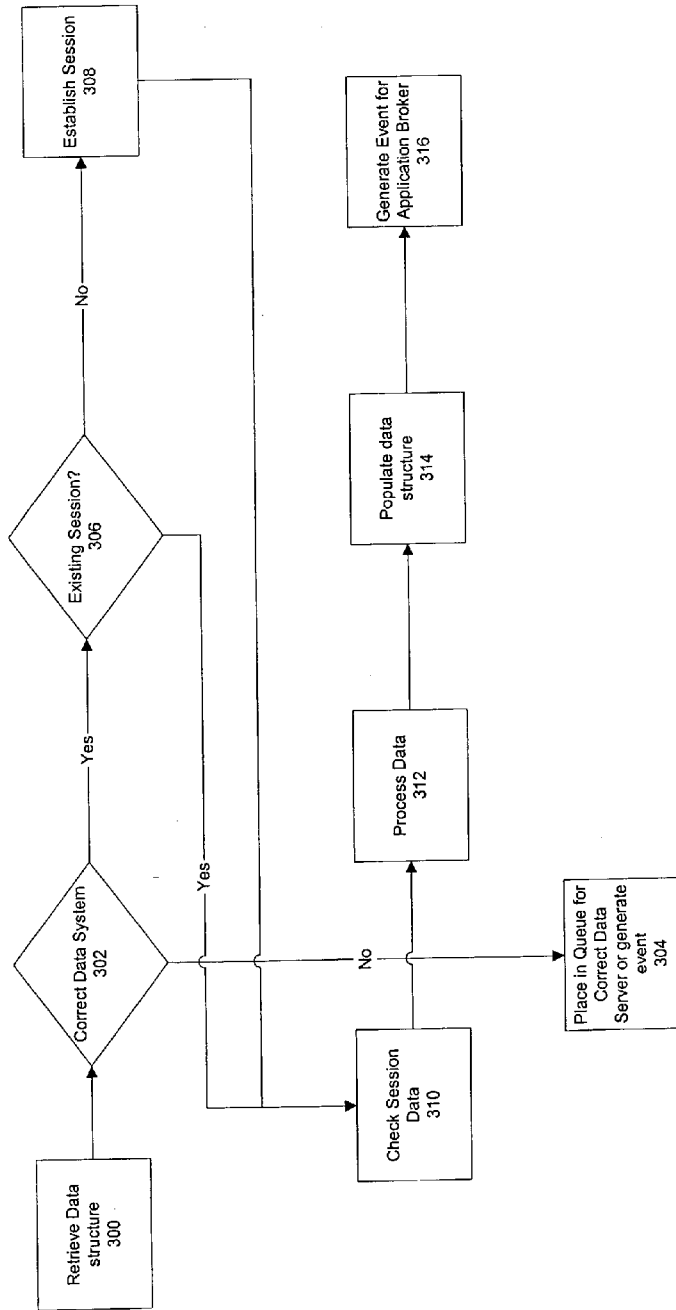 Retrieve Data
structure
300
Correct Data System
302
Yes
Existing Session?
306
No
Establish Session
308
Yes
No
Check Session
Data
310
Process Data
312
Populate data
structure
314
Generate Event for
Application Broker
316
Place in Queue for
Correct Data
Server or generate
event
304